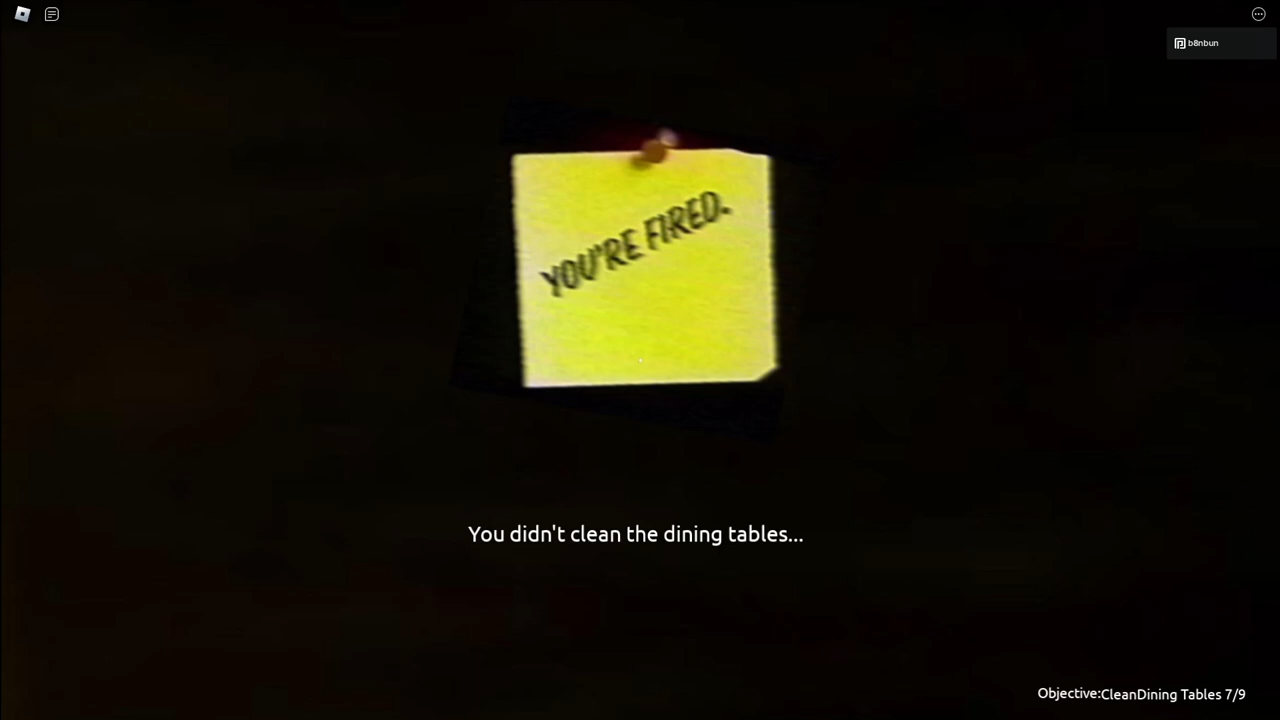 b8nbun
YOU'RE FIRED.
You didn't clean the dining tables...
Objective:CleanDining Tables 7/9